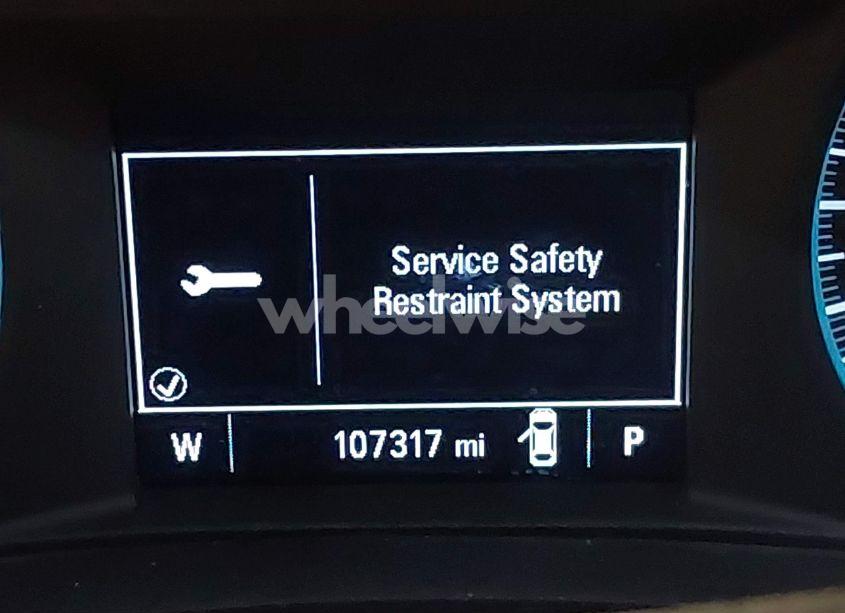 Service Safety
Restraint System
wheelwise
W 107317 mi P